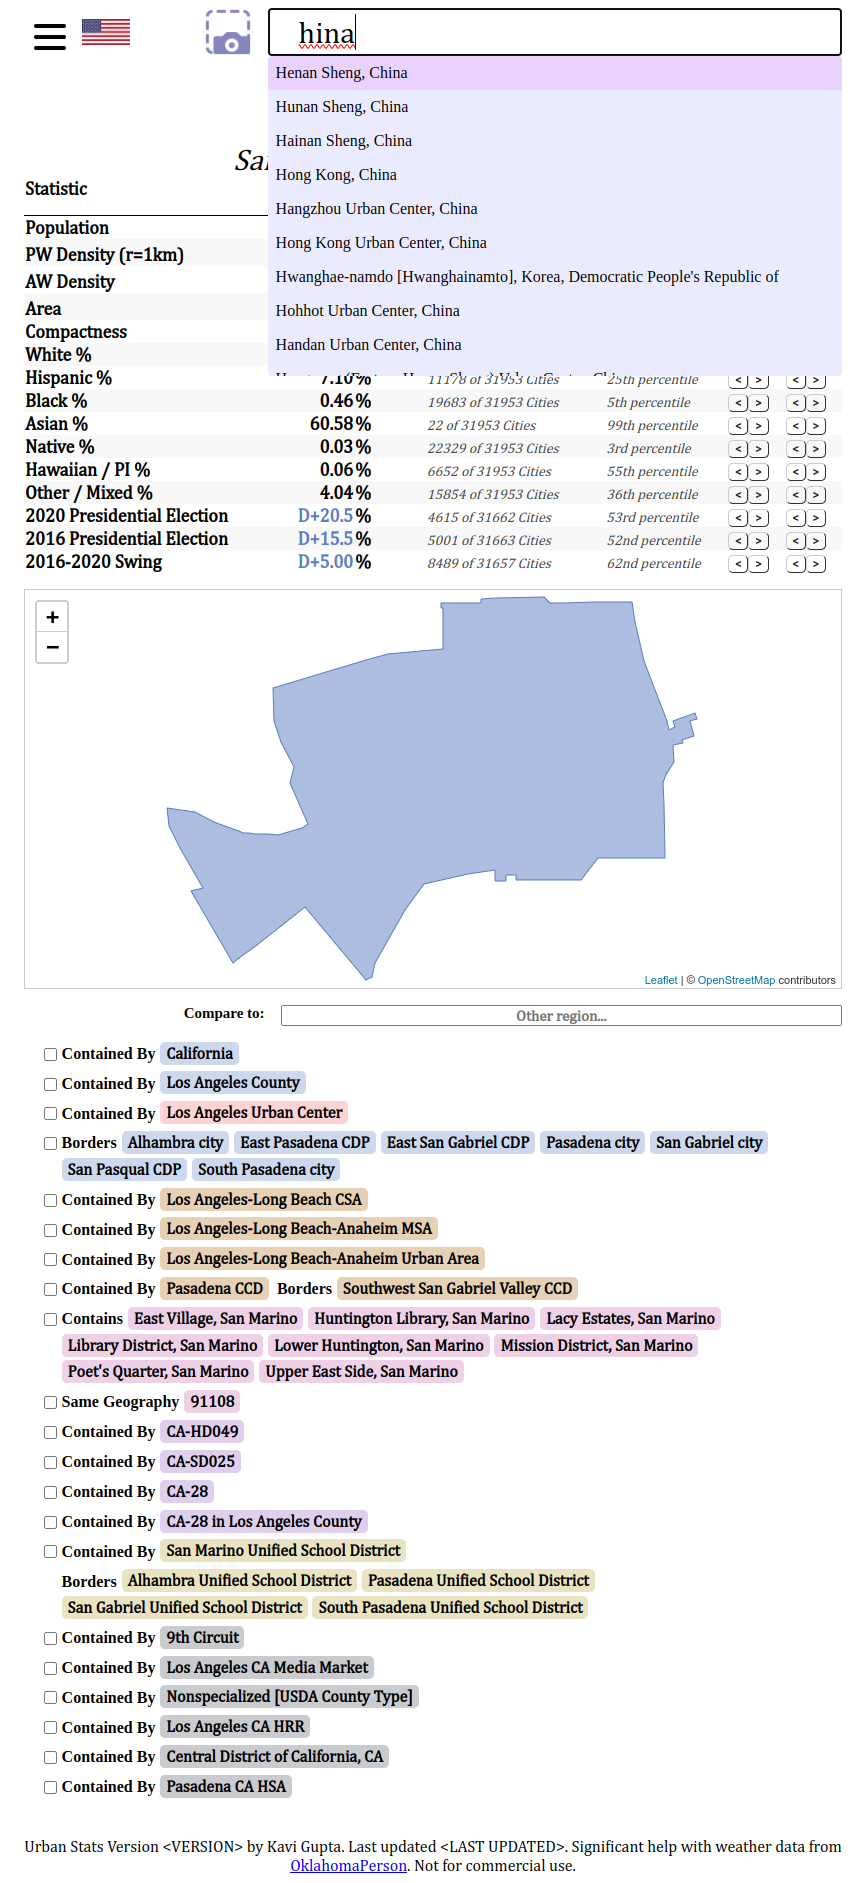 hina
Henan Sheng, China
Hunan Sheng, China
Hainan Sheng, China
Hong Kong, China
Hangzhou Urban Center, China
Hong Kong Urban Center, China
Hwanghae-namdo [Hwanghainamto], Korea, Democratic People's Republic of
Hohhot Urban Center, China
Handan Urban Center, China
Statistic
Population
PW Density (r=1km)
AW Density
Area
Compactness
White %
Hispanic % 7.10% 11178 of 31953 Cities 25th percentile < > < >
Black % 0.46% 19683 of 31953 Cities 5th percentile < > < >
Asian % 60.58% 22 of 31953 Cities 99th percentile < > < >
Native % 0.03% 22329 of 31953 Cities 3rd percentile < > < >
Hawaiian / PI % 0.06% 6652 of 31953 Cities 55th percentile < > < >
Other / Mixed % 4.04% 15854 of 31953 Cities 36th percentile < > < >
2020 Presidential Election D+20.5% 4615 of 31662 Cities 53rd percentile < > < >
2016 Presidential Election D+15.5% 5001 of 31663 Cities 52nd percentile < > < >
2016-2020 Swing D+5.00% 8489 of 31657 Cities 62nd percentile < > < >
+
−
Leaflet | © OpenStreetMap contributors
Compare to: Other region...
Contained By California
Contained By Los Angeles County
Contained By Los Angeles Urban Center
Borders Alhambra city East Pasadena CDP East San Gabriel CDP Pasadena city San Gabriel city
San Pasqual CDP South Pasadena city
Contained By Los Angeles-Long Beach CSA
Contained By Los Angeles-Long Beach-Anaheim MSA
Contained By Los Angeles-Long Beach-Anaheim Urban Area
Contained By Pasadena CCD Borders Southwest San Gabriel Valley CCD
Contains East Village, San Marino Huntington Library, San Marino Lacy Estates, San Marino
Library District, San Marino Lower Huntington, San Marino Mission District, San Marino
Poet's Quarter, San Marino Upper East Side, San Marino
Same Geography 91108
Contained By CA-HD049
Contained By CA-SD025
Contained By CA-28
Contained By CA-28 in Los Angeles County
Contained By San Marino Unified School District
Borders Alhambra Unified School District Pasadena Unified School District
San Gabriel Unified School District South Pasadena Unified School District
Contained By 9th Circuit
Contained By Los Angeles CA Media Market
Contained By Nonspecialized [USDA County Type]
Contained By Los Angeles CA HRR
Contained By Central District of California, CA
Contained By Pasadena CA HSA
Urban Stats Version <VERSION> by Kavi Gupta. Last updated <LAST UPDATED>. Significant help with weather data from
OklahomaPerson. Not for commercial use.